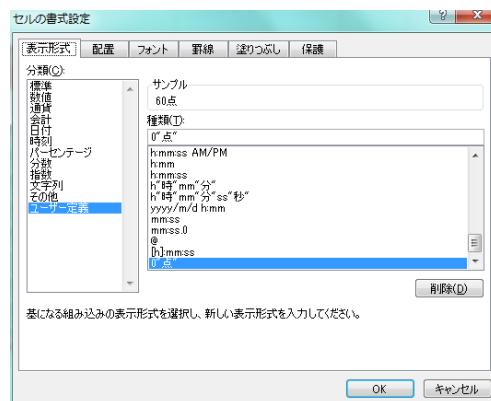 セルの書式設定
表示形式 配置 フォント 罫線 塗りつぶし 保護
分類(C):
標準
数値
通貨
会計
日付
時刻
パーセンテージ
分数
指数
文字列
その他
ユーザー定義
サンプル
60点
種類(T):
0"点"
h:mm:ss AM/PM
h:mm
h:mm:ss
h"時"mm"分"
h"時"mm"分"ss"秒"
yyyy/m/d h:mm
mm:ss
mm:ss.0
@
[h]:mm:ss
0"点"
削除(D)
基になる組み込みの表示形式を選択し、新しい表示形式を入力してください。
OK キャンセル